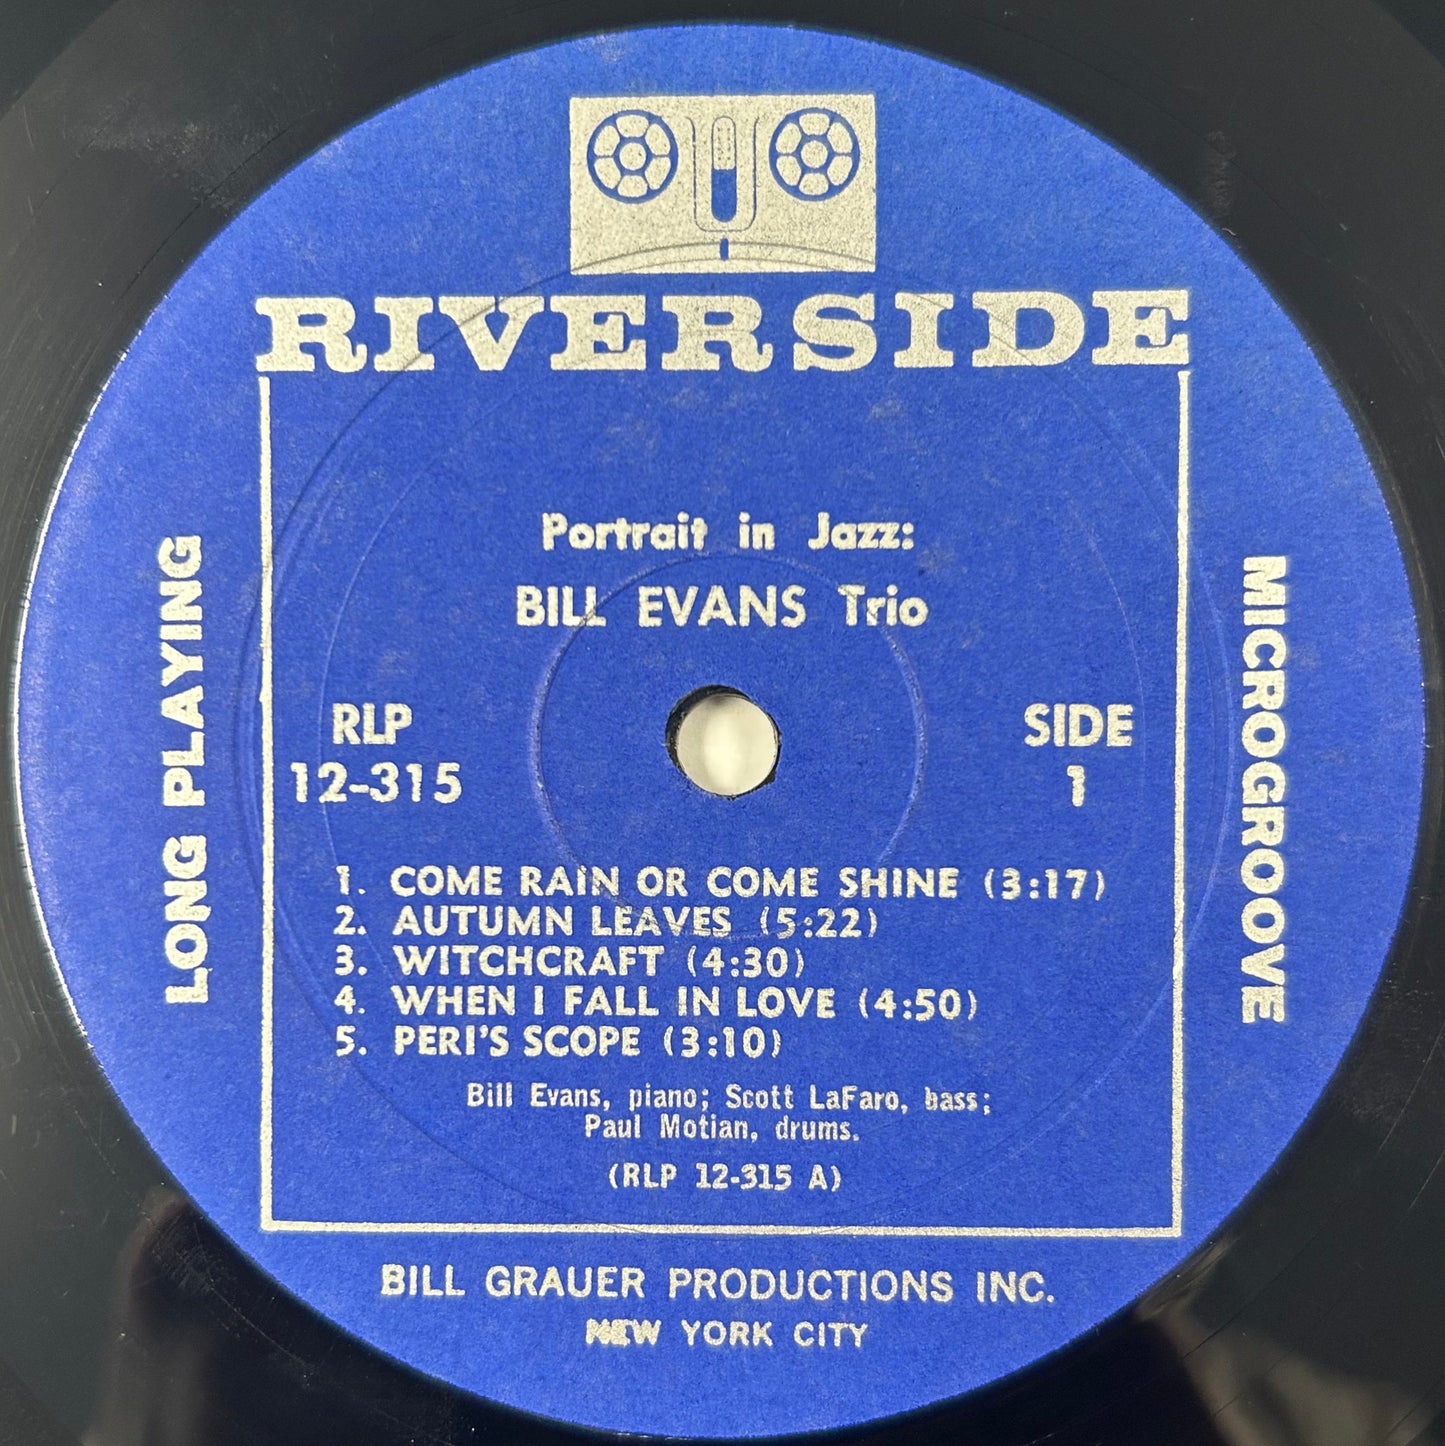 RIVERSIDE
Portrait in Jazz:
BILL EVANS Trio
RLP
12-315
SIDE
1
LONG PLAYING
MICROGROOVE
1. COME RAIN OR COME SHINE (3:17)
2. AUTUMN LEAVES (5:22)
3. WITCHCRAFT (4:30)
4. WHEN I FALL IN LOVE (4:50)
5. PERI'S SCOPE (3:10)
Bill Evans, piano; Scott LaFaro, bass;
Paul Motian, drums.
(RLP 12-315 A)
BILL GRAUER PRODUCTIONS INC.
NEW YORK CITY